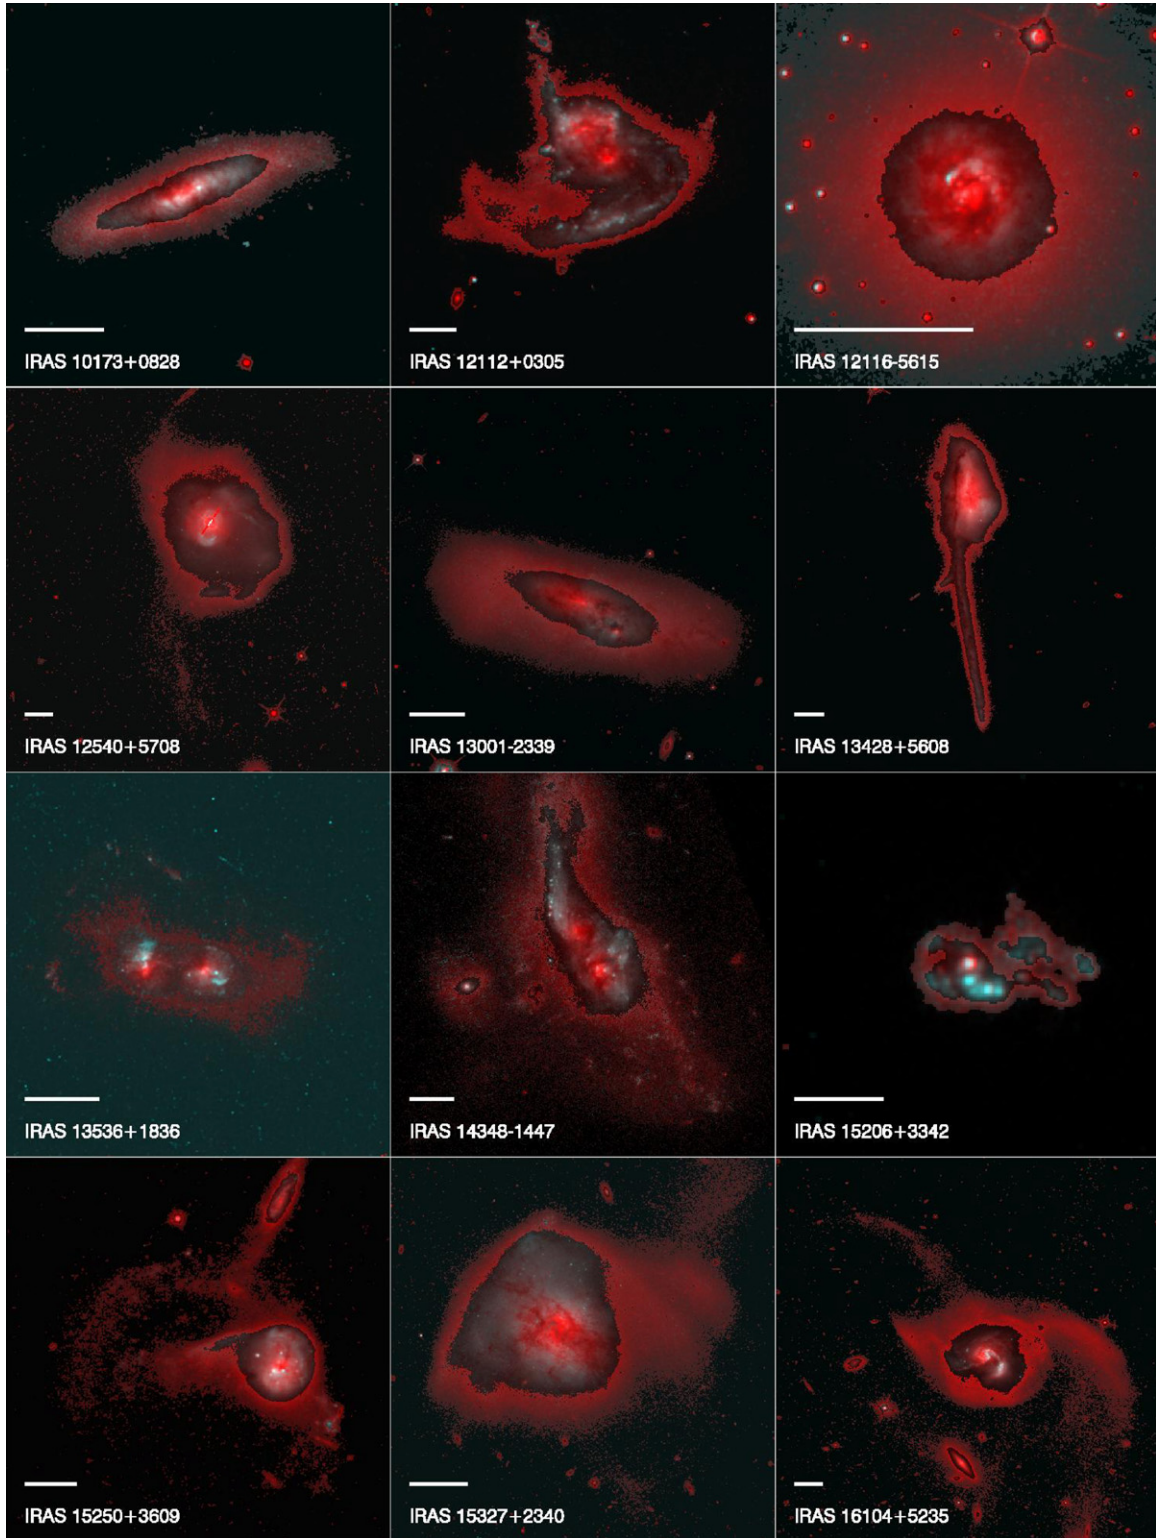 IRAS 10173+0828
IRAS 12112+0305
IRAS 12116-5615
IRAS 12540+5708
IRAS 13001-2339
IRAS 13428+5608
IRAS 13536+1836
IRAS 14348-1447
IRAS 15206+3342
IRAS 15250+3609
IRAS 15327+2340
IRAS 16104+5235